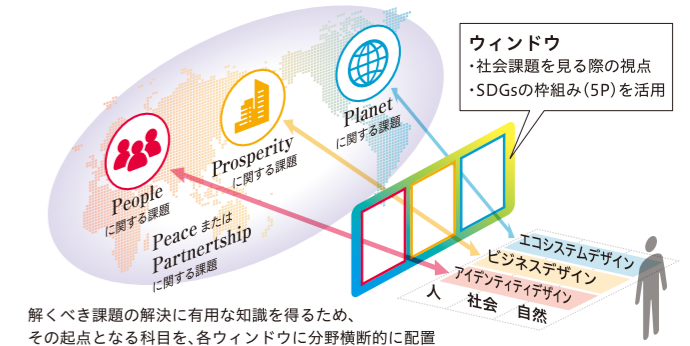 ウィンドウ
・社会課題を見る際の視点
・SDGsの枠組み（5P）を活用
Planet
に関する課題
Prosperity
に関する課題
People
に関する課題
Peace または
Partnertship
に関する課題
エコシステムデザイン
ビジネスデザイン
アイデンティティデザイン
人 社会 自然
解くべき課題の解決に有用な知識を得るため、
その起点となる科目を、各ウィンドウに分野横断的に配置